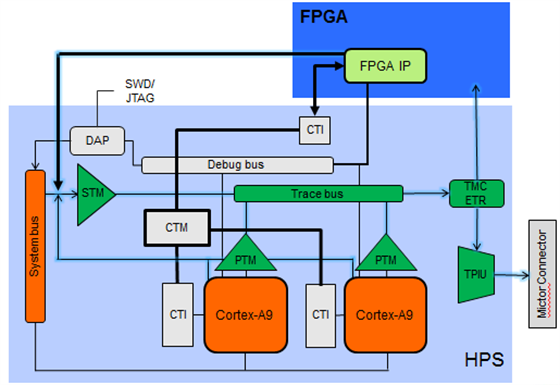 FPGA
FPGA IP
SWD/
JTAG
CTI
DAP
Debug bus
STM
Trace bus
TMC
ETR
System bus
CTM
PTM
PTM
TPIU
Mictor Connector
CTI
Cortex-A9
CTI
Cortex-A9
HPS